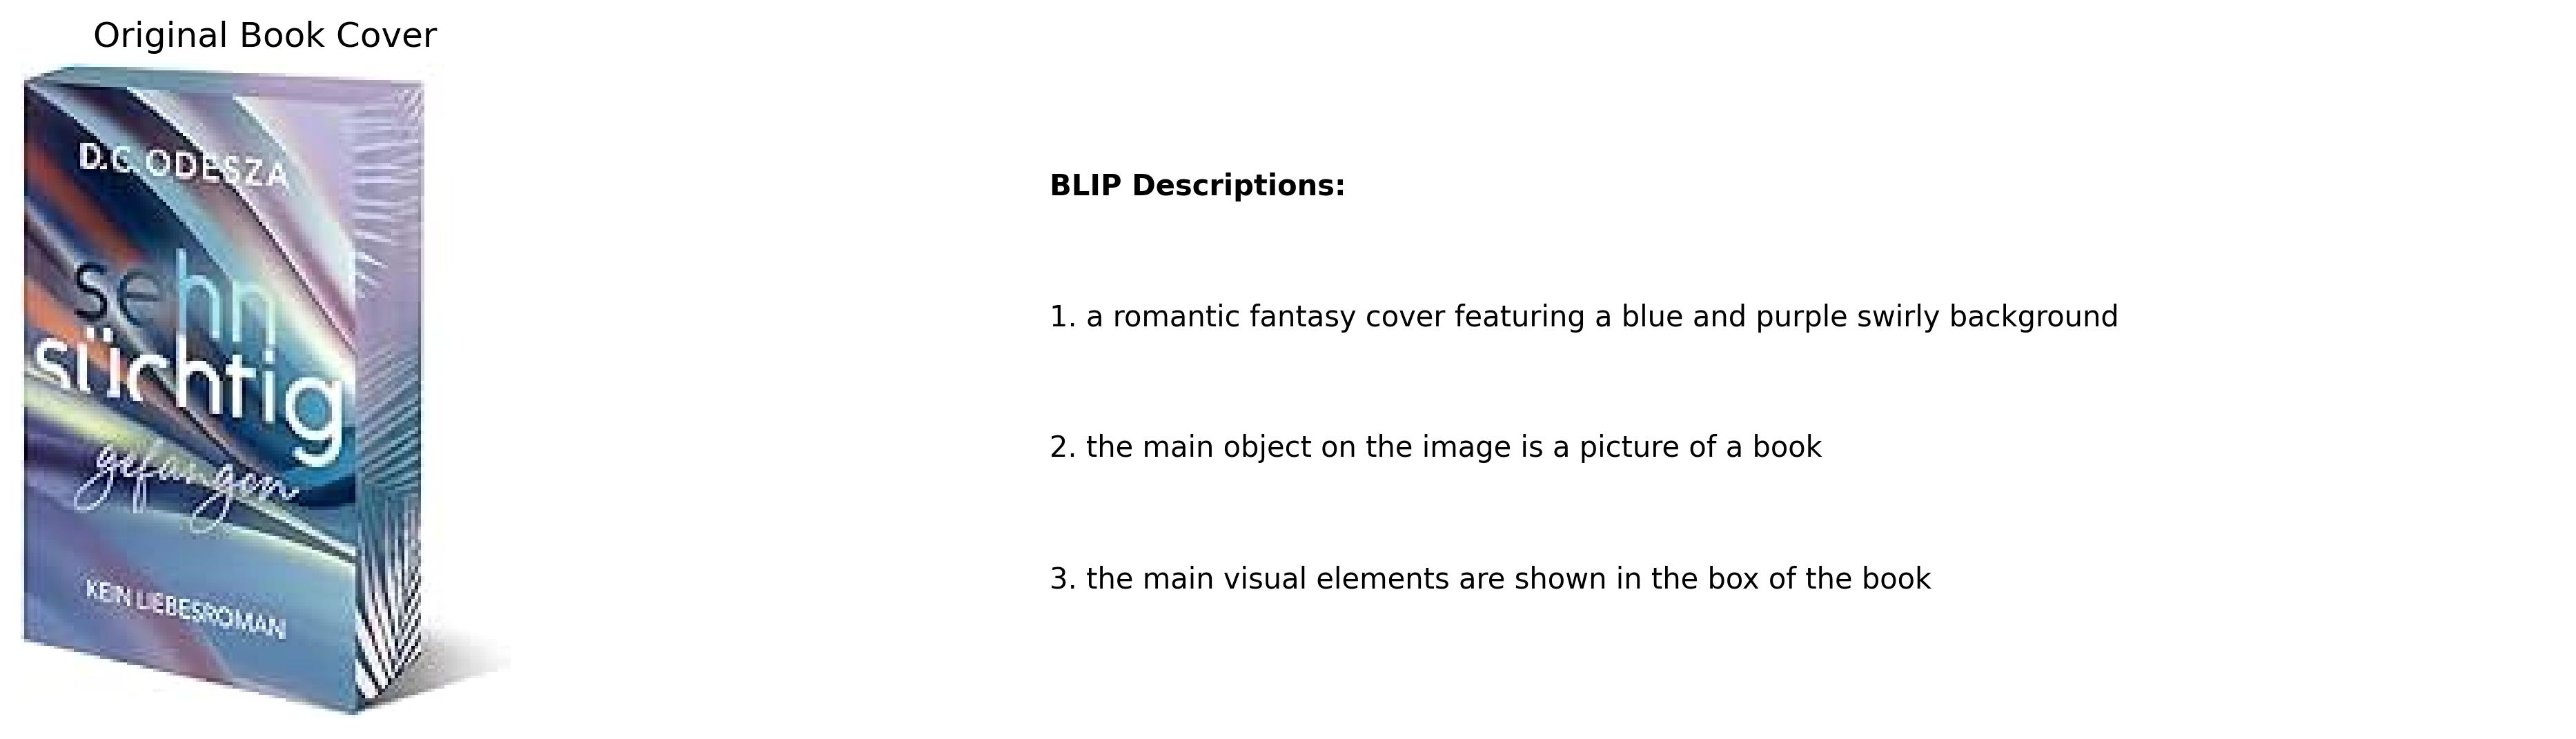 Original Book Cover
D.C. ODESZA
sehn
süchtig
gefangen
KEIN LIEBESROMAN
BLIP Descriptions:
1. a romantic fantasy cover featuring a blue and purple swirly background
2. the main object on the image is a picture of a book
3. the main visual elements are shown in the box of the book